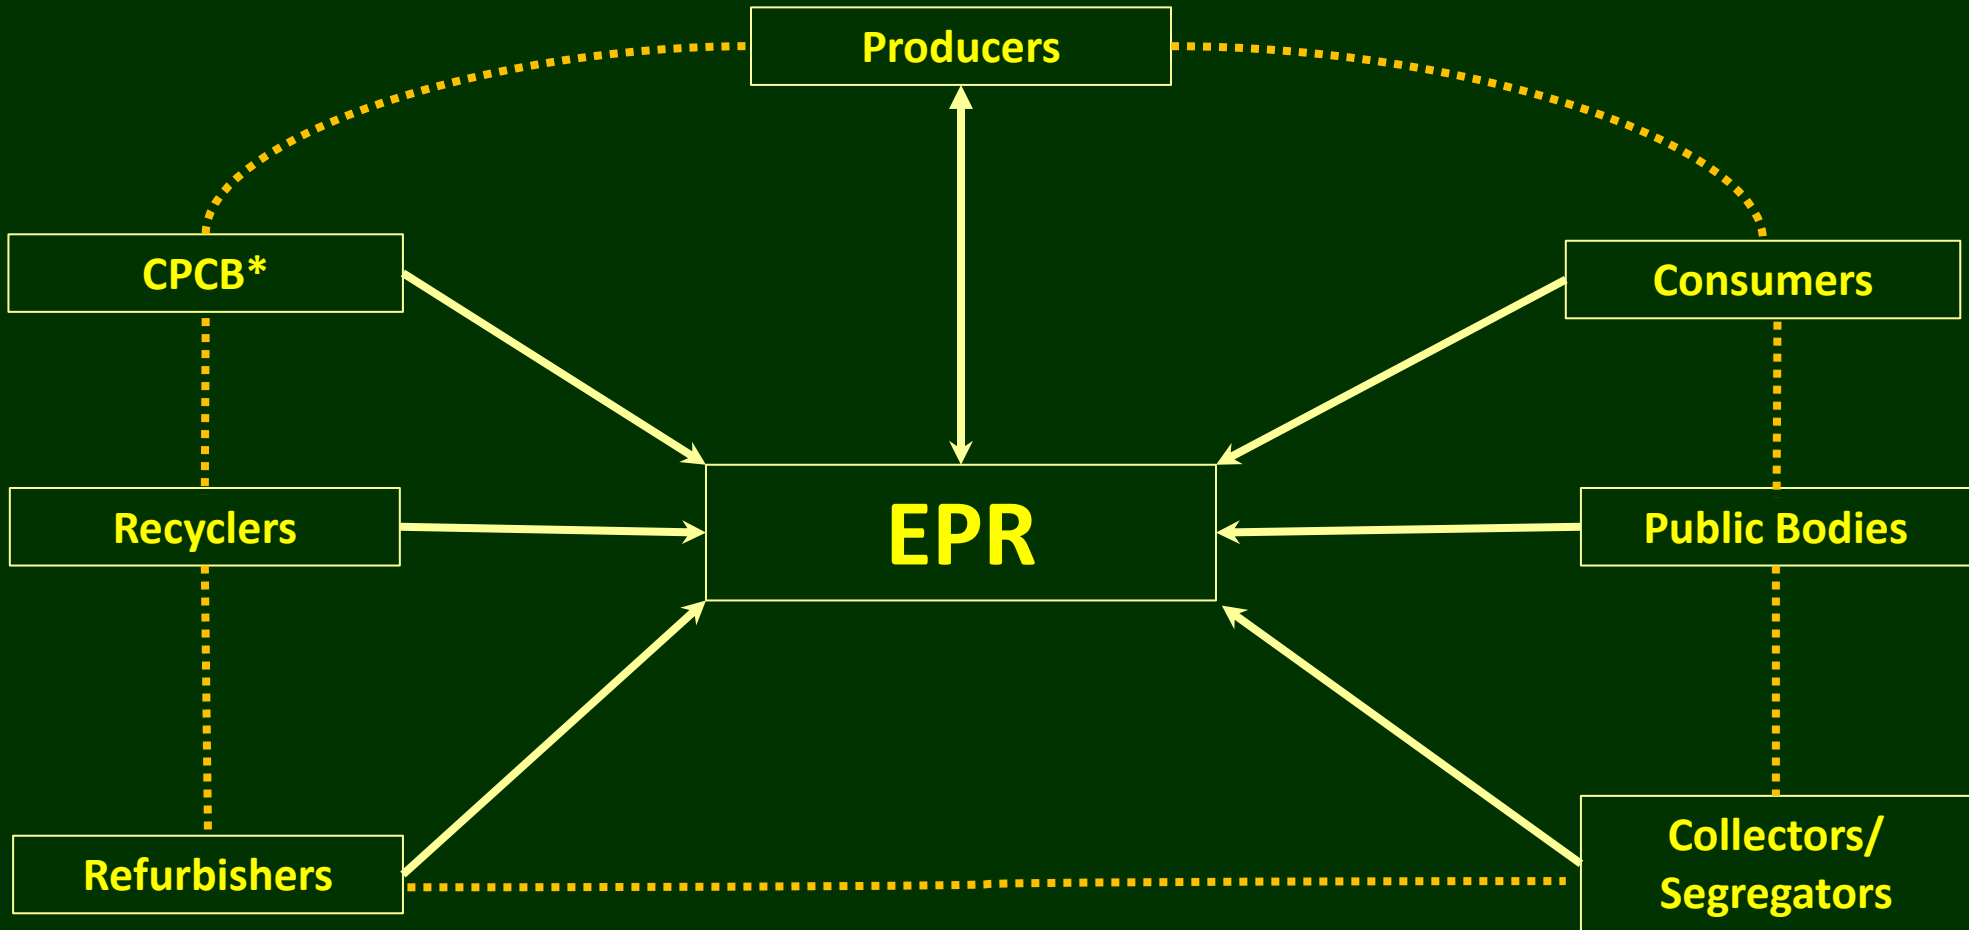 Producers
CPCB*
Consumers
Recyclers
EPR
Public Bodies
Refurbishers
Collectors/
Segregators